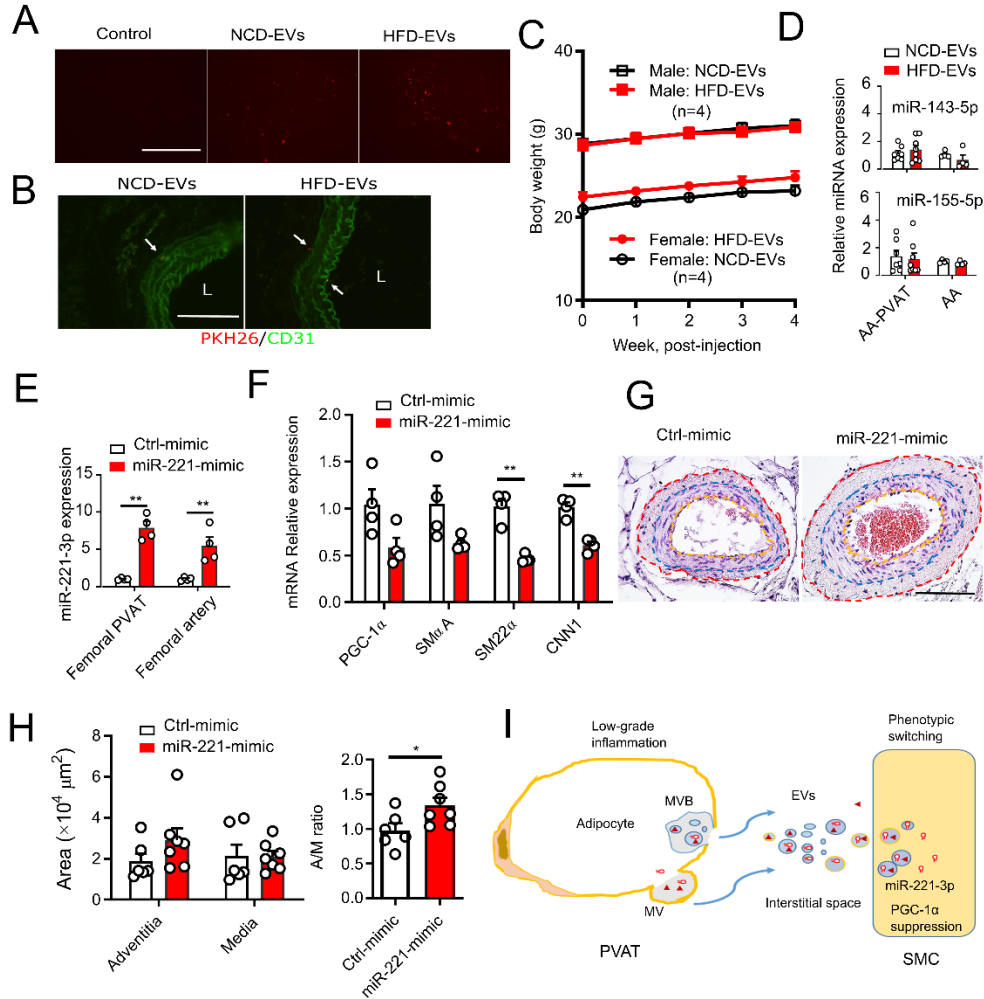 A
Control
NCD-EVs
HFD-EVs
B
NCD-EVs
HFD-EVs
L
L
PKH26/CD31
C
Body weight (g)
40
30
20
10
Male: NCD-EVs
Male: HFD-EVs
(n=4)
Female: HFD-EVs
Female: NCD-EVs
(n=4)
0 1 2 3 4
Week, post-injection
D
NCD-EVs
HFD-EVs
Relative miRNA expression
6
4
2
0
miR-143-5p
6
4
2
0
miR-155-5p
AA-PVAT
AA
E
Ctrl-mimic
miR-221-mimic
miR-221-3p expression
15
10
5
0
**
**
Femoral PVAT
Femoral artery
F
Ctrl-mimic
miR-221-mimic
mRNA Relative expression
2.0
1.5
1.0
0.5
0.0
**
**
PGC-1α
SMαA
SM22α
CNN1
G
Ctrl-mimic
miR-221-mimic
H
Ctrl-mimic
miR-221-mimic
Area (×10⁴ μm²)
8
6
4
2
0
Adventitia
Media
A/M ratio
2.0
1.5
1.0
0.5
0.0
*
Ctrl-mimic
miR-221-mimic
I
Low-grade
inflammation
Phenotypic
switching
MVB
EVs
Adipocyte
miR-221-3p
MV
Interstitial space
PGC-1α
suppression
PVAT
SMC